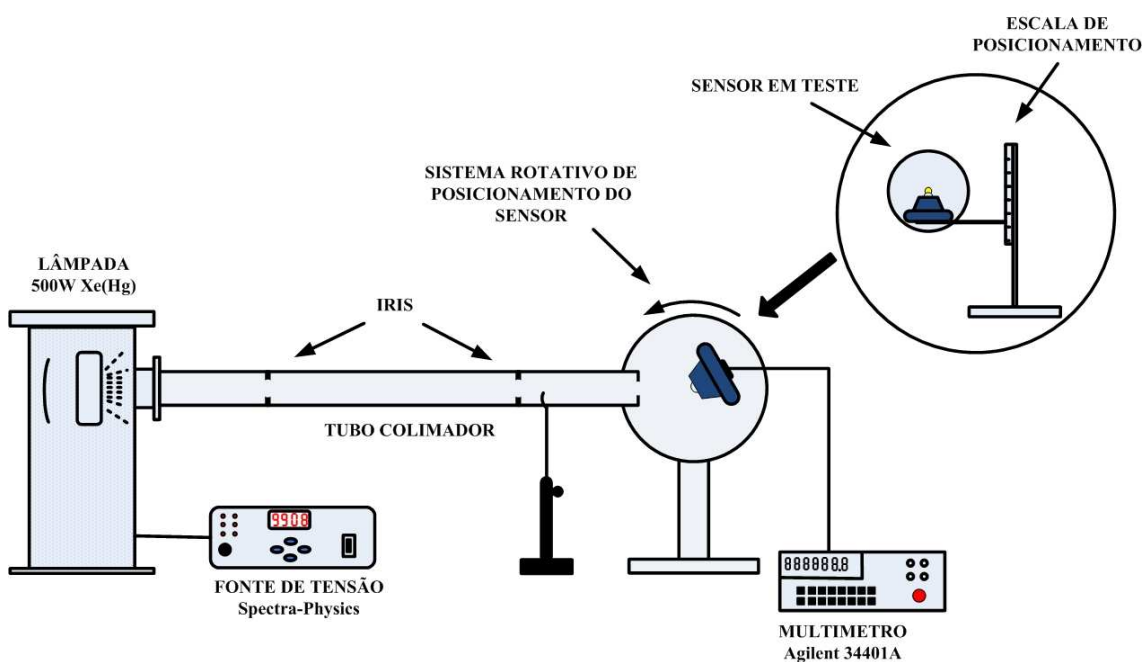 ESCALA DE
POSICIONAMENTO
SENSOR EM TESTE
SISTEMA ROTATIVO DE
POSICIONAMENTO DO
SENSOR
LÂMPADA
500W Xe(Hg)
IRIS
TUBO COLIMADOR
9908
FONTE DE TENSÃO
Spectra-Physics
888888.8
MULTIMETRO
Agilent 34401A